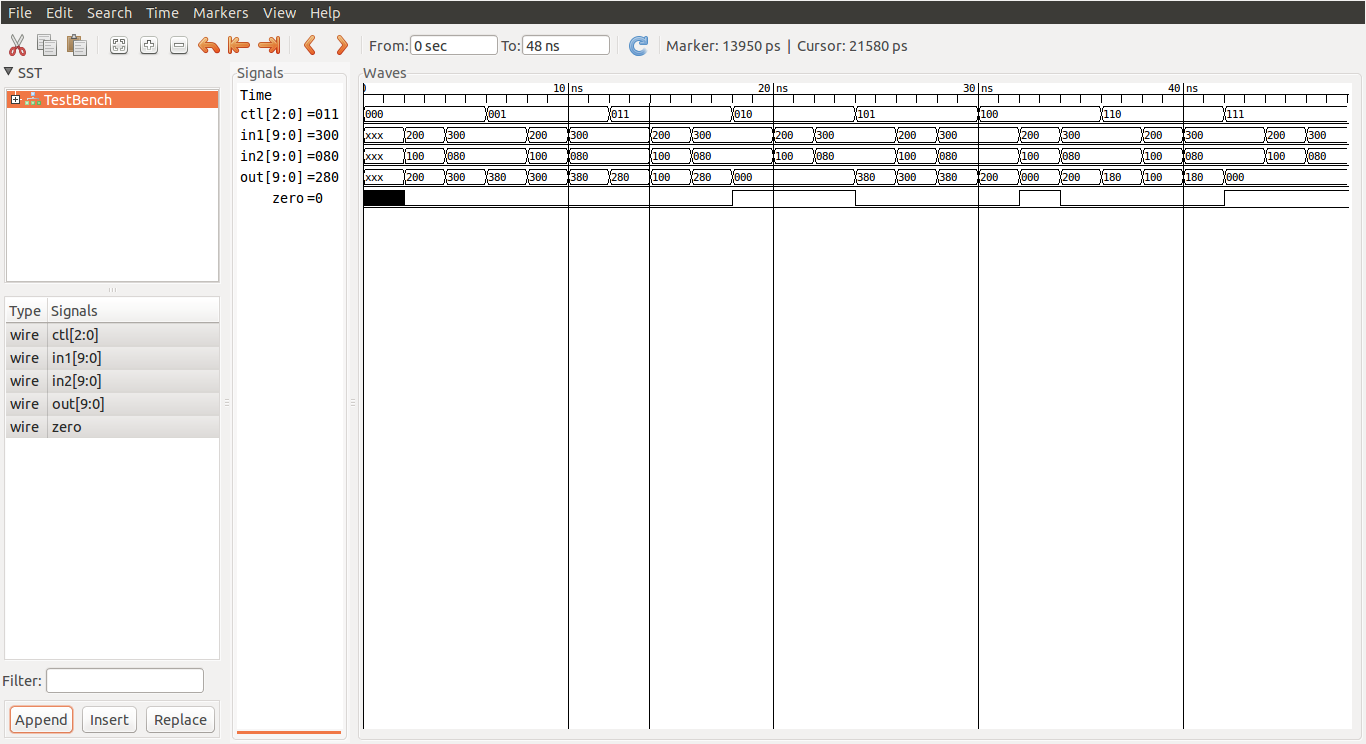 File Edit Search Time Markers View Help
From: 0 sec To: 48 ns Marker: 13950 ps | Cursor: 21580 ps
SST
TestBench
Type Signals
wire ctl[2:0]
wire in1[9:0]
wire in2[9:0]
wire out[9:0]
wire zero
Filter:
Append Insert Replace
Signals
Time
ctl[2:0] =011
in1[9:0] =300
in2[9:0] =080
out[9:0] =280
zero =0
Waves
0 10 ns 20 ns 30 ns 40 ns
000 001 011 010 101 100 110 111
xxx 200 300 200 300 200 300 200 300 200 300 200 300 200 300 200 300
xxx 100 080 100 080 100 080 100 080 100 080 100 080 100 080 100 080
xxx 200 300 380 300 380 280 100 280 000 380 300 380 200 000 200 180 100 180 000